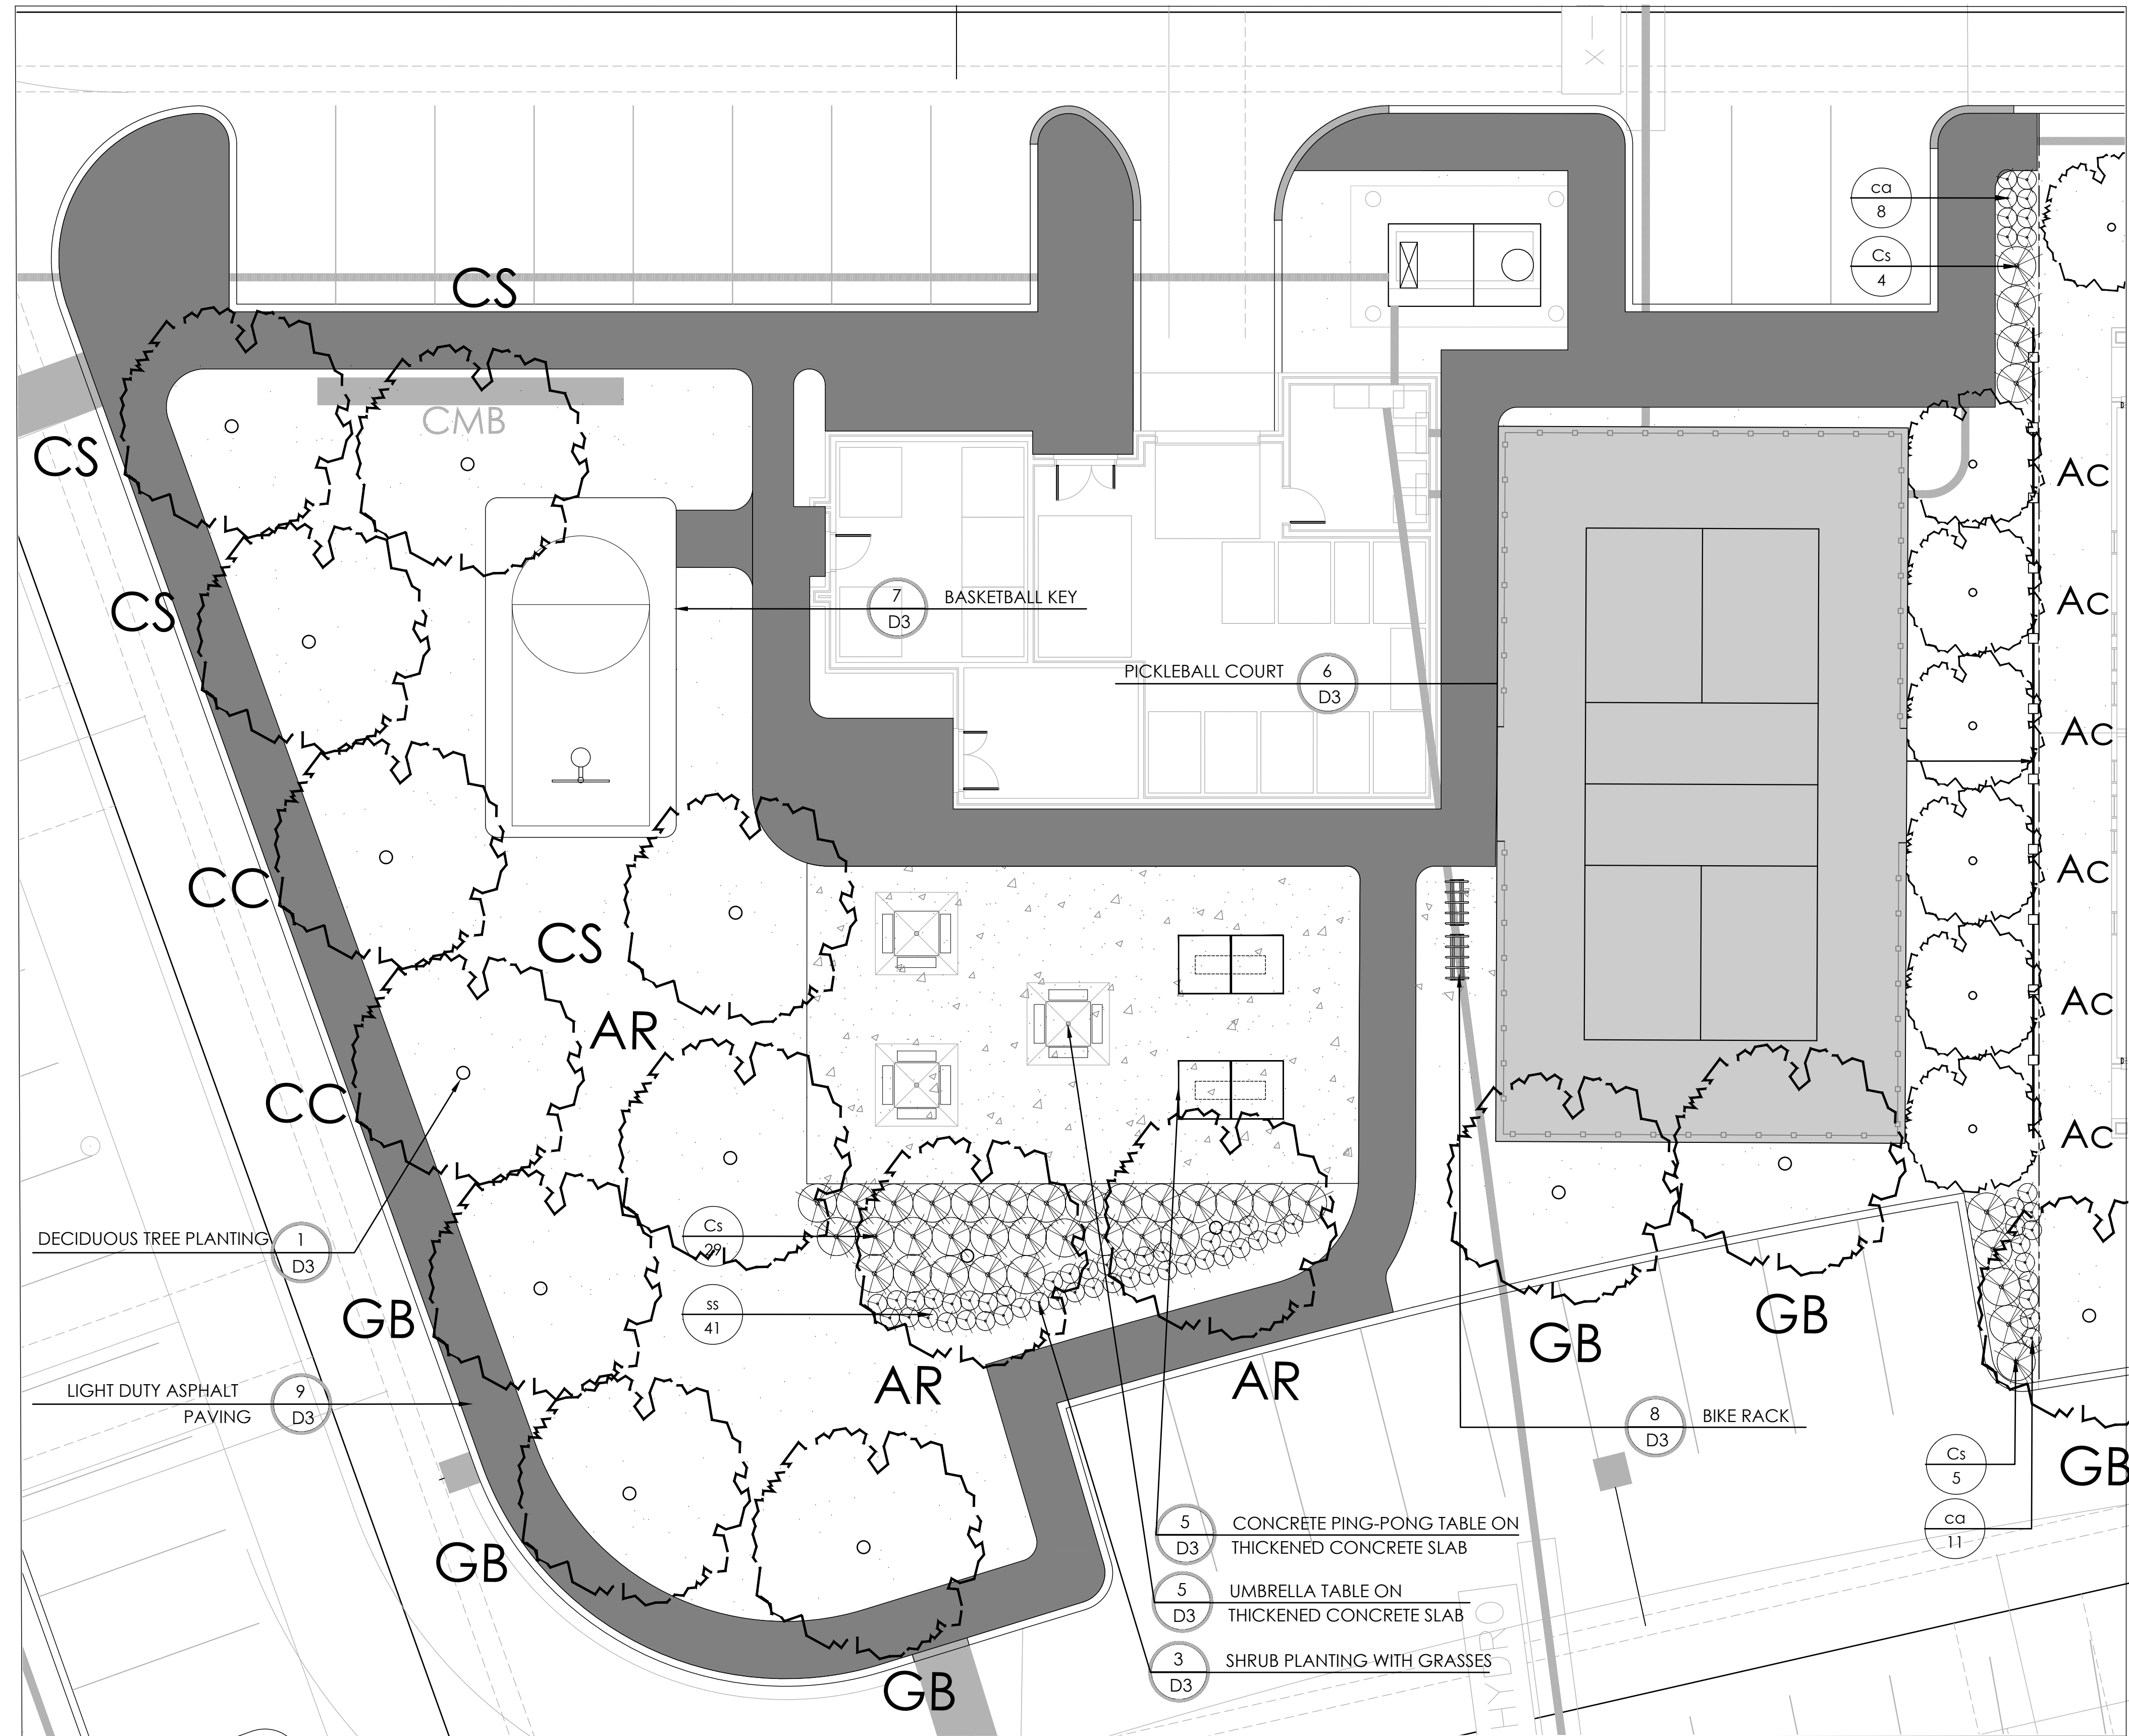 X
ca
8
Cs
4
CS
CMB
CS
Ac
CS
7
D3
BASKETBALL KEY
Ac
PICKLEBALL COURT
6
D3
Ac
CC
Ac
CS
AR
Ac
CC
Ac
DECIDUOUS TREE PLANTING
1
D3
Cs
29
ss
41
GB
GB
GB
AR
AR
LIGHT DUTY ASPHALT
PAVING
9
D3
8
D3
BIKE RACK
Cs
5
GB
ca
11
GB
5
D3
CONCRETE PING-PONG TABLE ON
THICKENED CONCRETE SLAB
5
D3
UMBRELLA TABLE ON
THICKENED CONCRETE SLAB
3
D3
SHRUB PLANTING WITH GRASSES
GB
HYDRO